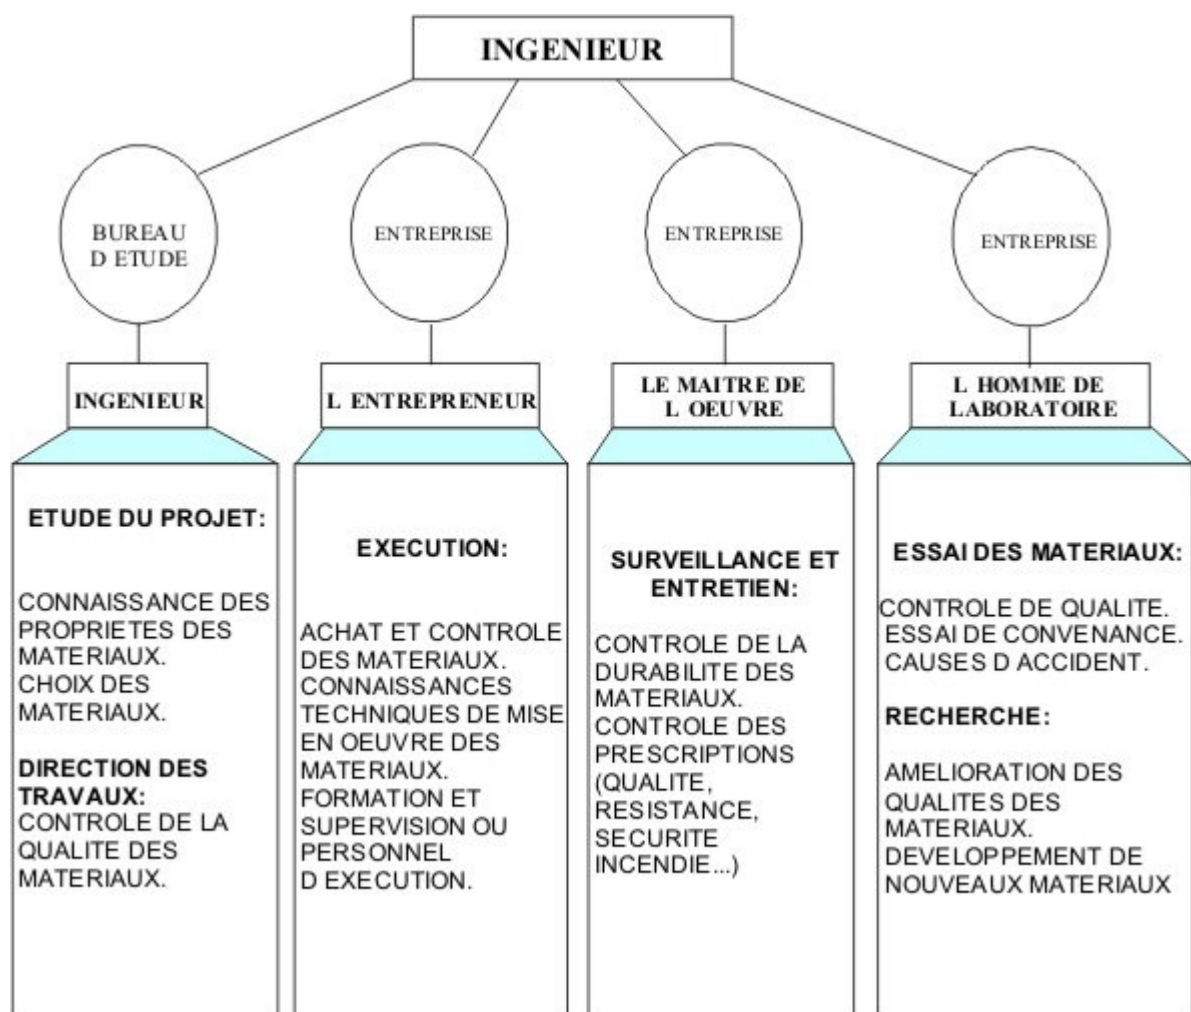 INGENIEUR
BUREAU
D ETUDE
ENTREPRISE
ENTREPRISE
ENTREPRISE
INGENIEUR
L ENTREPRENEUR
LE MAITRE DE
L OEUVRE
L HOMME DE
LABORATOIRE
ETUDE DU PROJET:
CONNAISSANCE DES
PROPRIETES DES
MATERIAUX.
CHOIX DES
MATERIAUX.
DIRECTION DES
TRAVAUX:
CONTROLE DE LA
QUALITE DES
MATERIAUX.
EXECUTION:
ACHAT ET CONTROLE
DES MATERIAUX.
CONNAISSANCES
TECHNIQUES DE MISE
EN OEUVRE DES
MATERIAUX.
FORMATION ET
SUPERVISION OU
PERSONNEL
D EXECUTION.
SURVEILLANCE ET
ENTRETIEN:
CONTROLE DE LA
DURABILITE DES
MATERIAUX.
CONTROLE DES
PRESCRIPTIONS
(QUALITE,
RESISTANCE,
SECURITE
INCENDIE...)
ESSAI DES MATERIAUX:
CONTROLE DE QUALITE.
ESSAI DE CONVENANCE.
CAUSES D ACCIDENT.
RECHERCHE:
AMELIORATION DES
QUALITES DES
MATERIAUX.
DEVELOPPEMENT DE
NOUVEAUX MATERIAUX